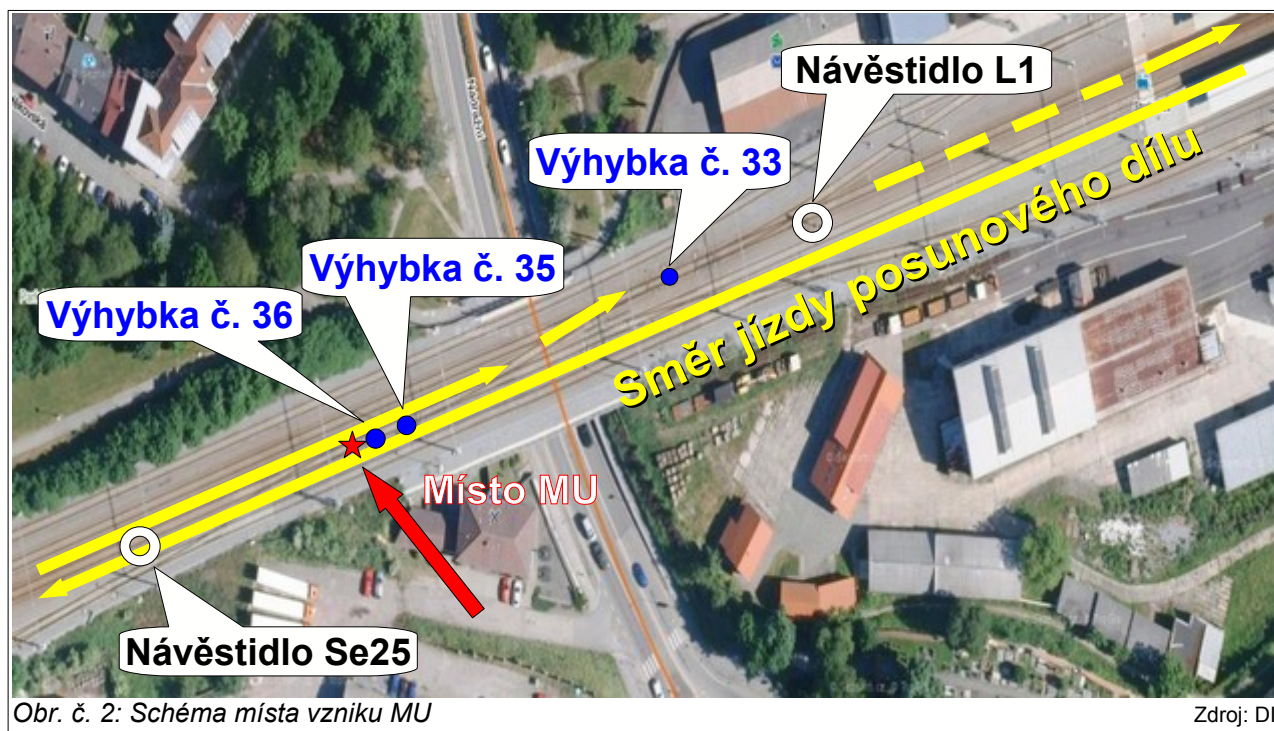 Návěstidlo L1
Výhybka č. 33
Nádražní
Výhybka č. 35
Výhybka č. 36
Směr jízdy posunového dílu
Místo MU
Návěstidlo Se25
Obr. č. 2: Schéma místa vzniku MU
Zdroj: DI